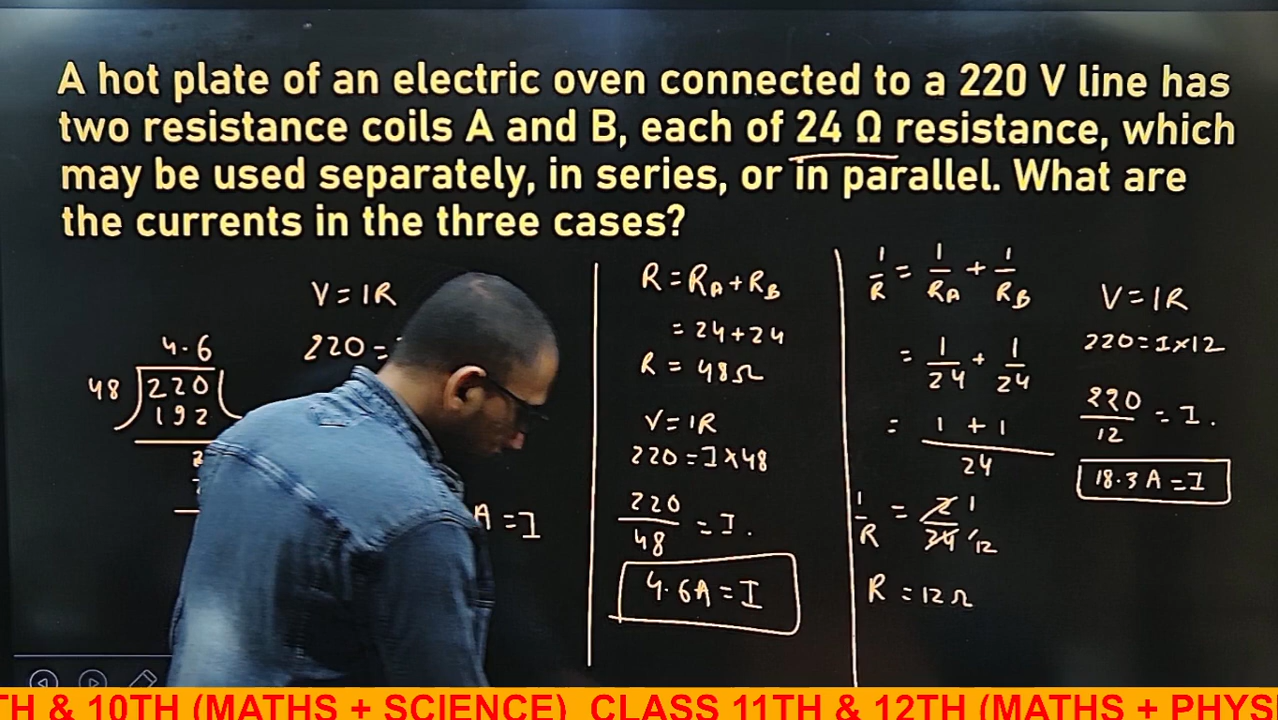 A hot plate of an electric oven connected to a 220 V line has
two resistance coils A and B, each of 24 Ω resistance, which
may be used separately, in series, or in parallel. What are
the currents in the three cases?
4.6
48 220
192
V = IR
220 =
A = I
R = RA + RB
= 24 + 24
R = 48Ω
V = IR
220 = I × 48
220/48 = I.
4.6A = I
1/R = 1/RA + 1/RB
= 1/24 + 1/24
= 1 + 1 / 24
1/R = 2/24 1/12
R = 12Ω
V = IR
220 = I × 12
220/12 = I.
18.3 A = I
TH & 10TH (MATHS + SCIENCE) CLASS 11TH & 12TH (MATHS + PHYS